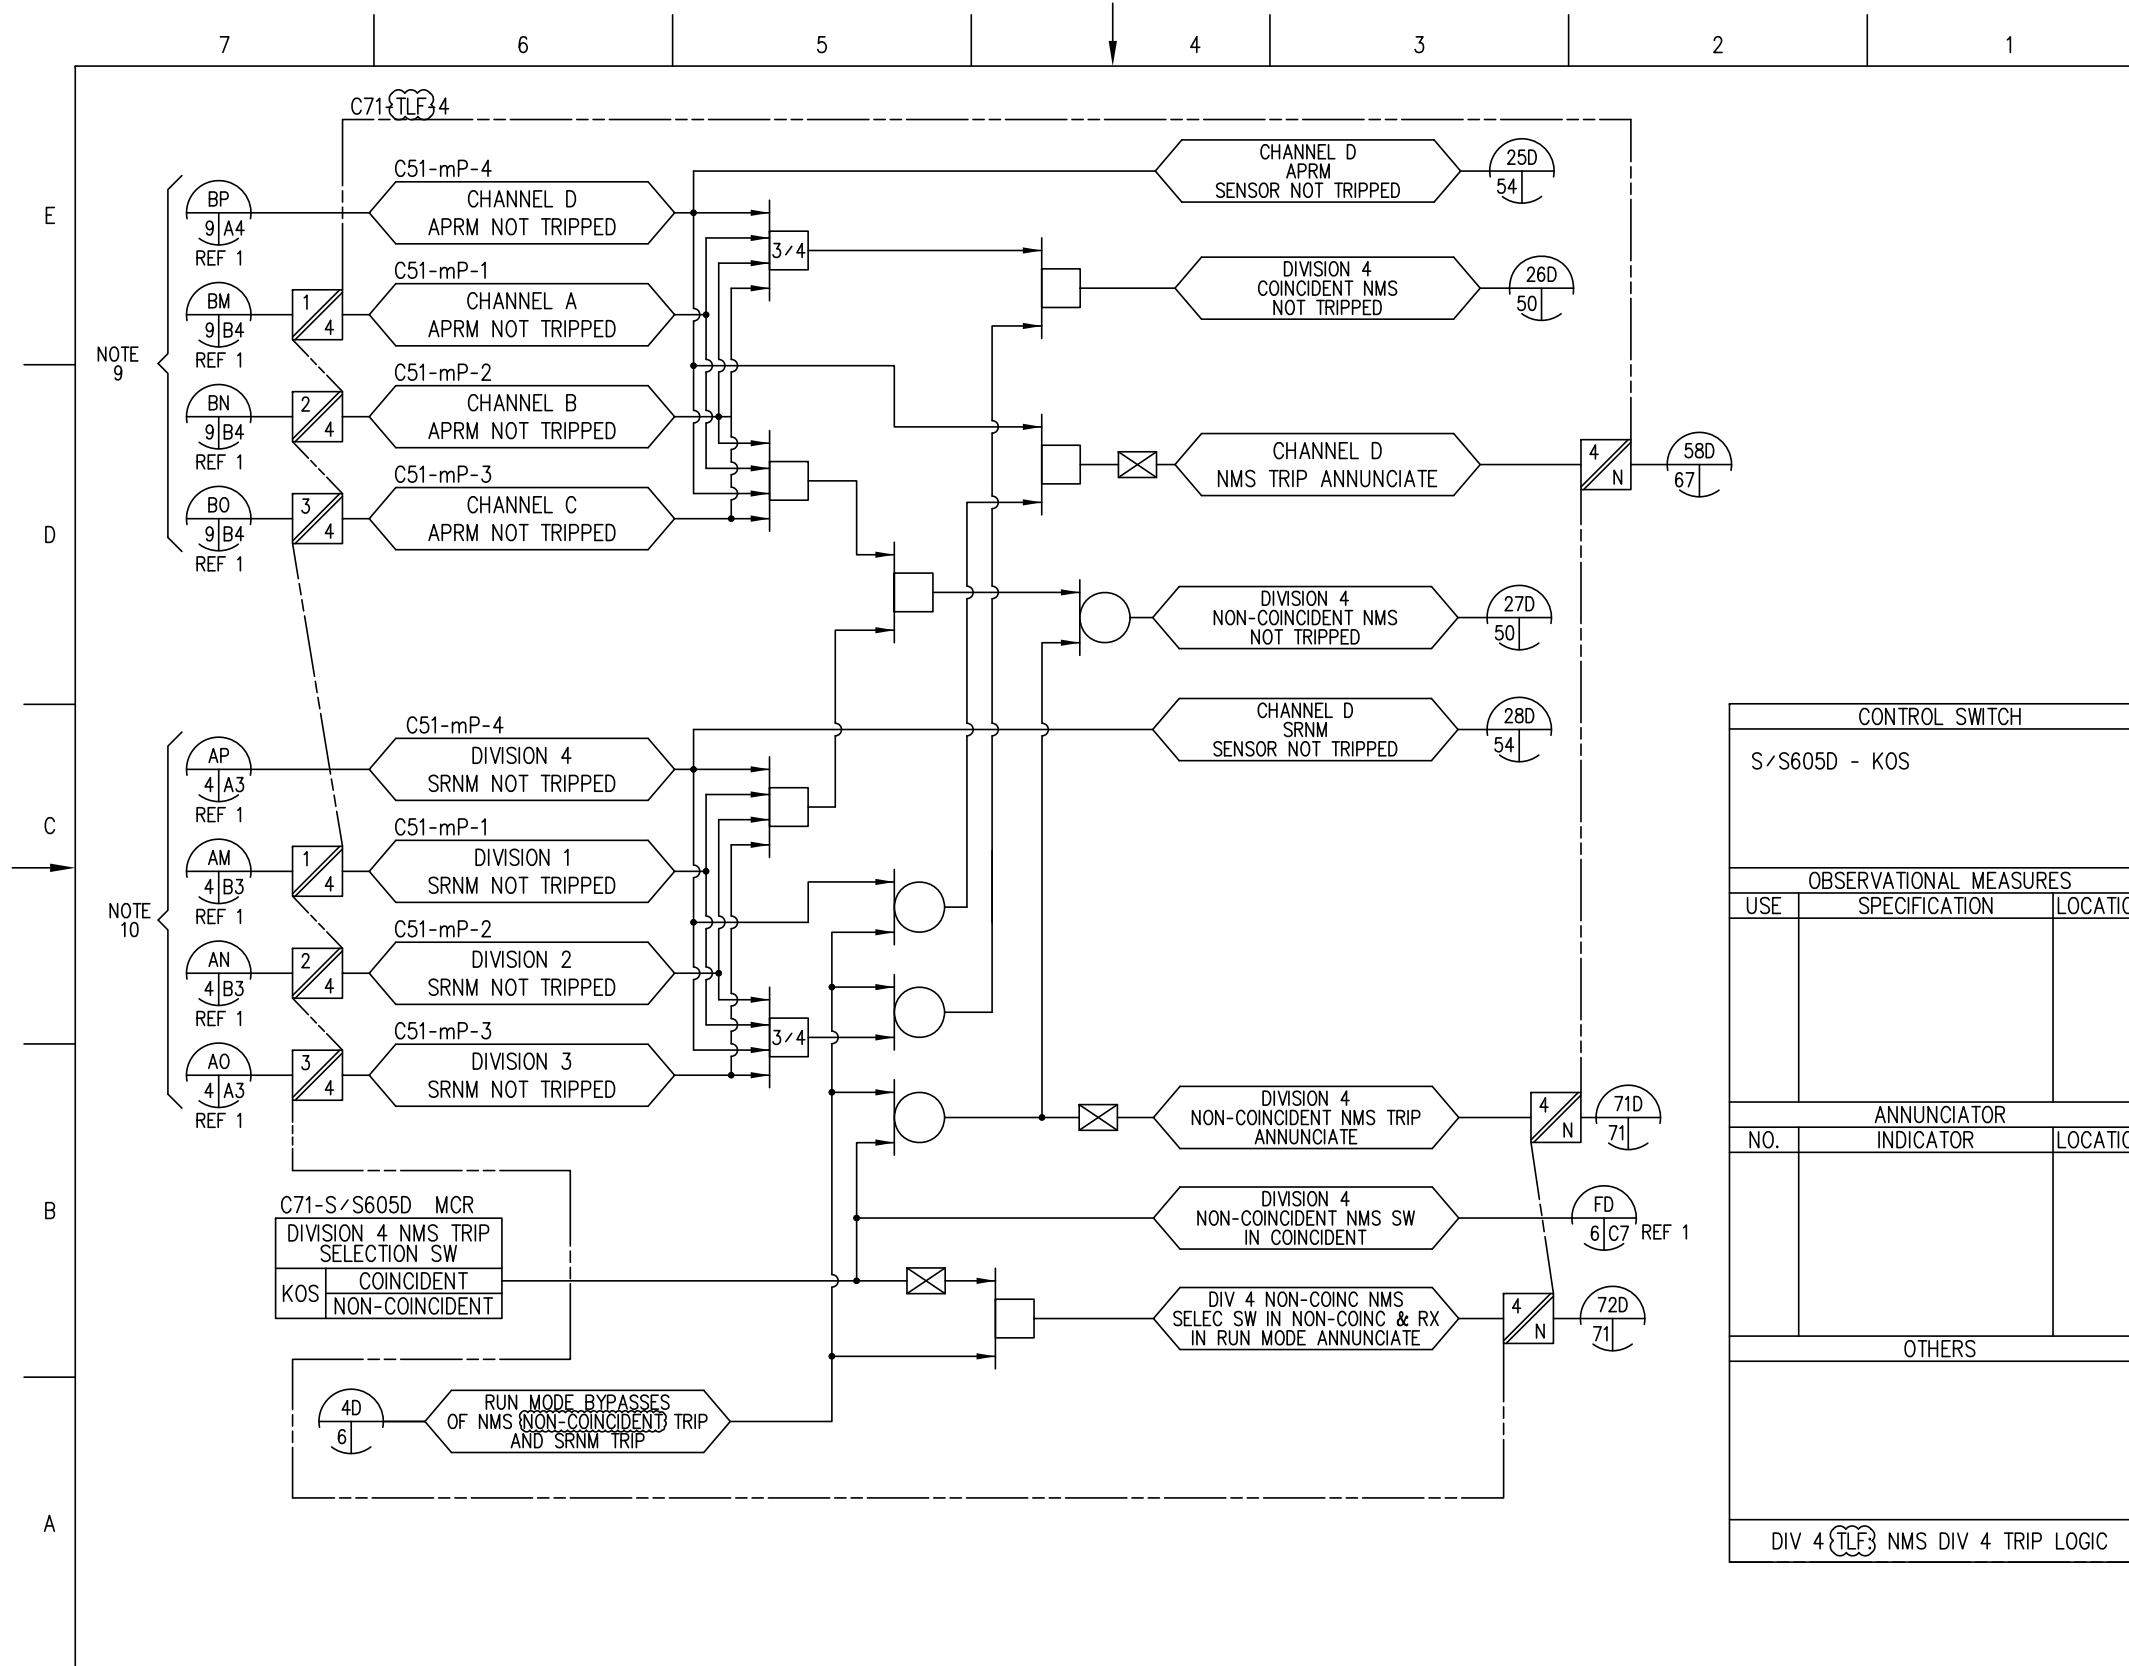 7 6 5 4 3 2 1
E
D
C
B
A
C71-TLF-4
NOTE
9
BP
9 A4
REF 1
C51-mP-4
CHANNEL D
APRM NOT TRIPPED
BM
9 B4
REF 1
1
4
C51-mP-1
CHANNEL A
APRM NOT TRIPPED
BN
9 B4
REF 1
2
4
C51-mP-2
CHANNEL B
APRM NOT TRIPPED
BO
9 B4
REF 1
3
4
C51-mP-3
CHANNEL C
APRM NOT TRIPPED
3/4
CHANNEL D
APRM
SENSOR NOT TRIPPED
25D
54
DIVISION 4
COINCIDENT NMS
NOT TRIPPED
26D
50
CHANNEL D
NMS TRIP ANNUNCIATE
4
N
58D
67
DIVISION 4
NON-COINCIDENT NMS
NOT TRIPPED
27D
50
CHANNEL D
SRNM
SENSOR NOT TRIPPED
28D
54
NOTE
10
AP
4 A3
REF 1
C51-mP-4
DIVISION 4
SRNM NOT TRIPPED
AM
4 B3
REF 1
1
4
C51-mP-1
DIVISION 1
SRNM NOT TRIPPED
AN
4 B3
REF 1
2
4
C51-mP-2
DIVISION 2
SRNM NOT TRIPPED
AO
4 A3
REF 1
3
4
C51-mP-3
DIVISION 3
SRNM NOT TRIPPED
3/4
DIVISION 4
NON-COINCIDENT NMS TRIP
ANNUNCIATE
4
N
71D
71
DIVISION 4
NON-COINCIDENT NMS SW
IN COINCIDENT
FD
6 C7 REF 1
C71-S/S605D MCR
DIVISION 4 NMS TRIP
SELECTION SW
KOS
COINCIDENT
NON-COINCIDENT
DIV 4 NON-COINC NMS
SELEC SW IN NON-COINC & RX
IN RUN MODE ANNUNCIATE
4
N
72D
71
4D
6
RUN MODE BYPASSES
OF NMS NON-COINCIDENT TRIP
AND SRNM TRIP
CONTROL SWITCH
S/S605D - KOS
OBSERVATIONAL MEASURES
USE SPECIFICATION LOCATIO
ANNUNCIATOR
NO. INDICATOR LOCATIO
OTHERS
DIV 4 TLF: NMS DIV 4 TRIP LOGIC